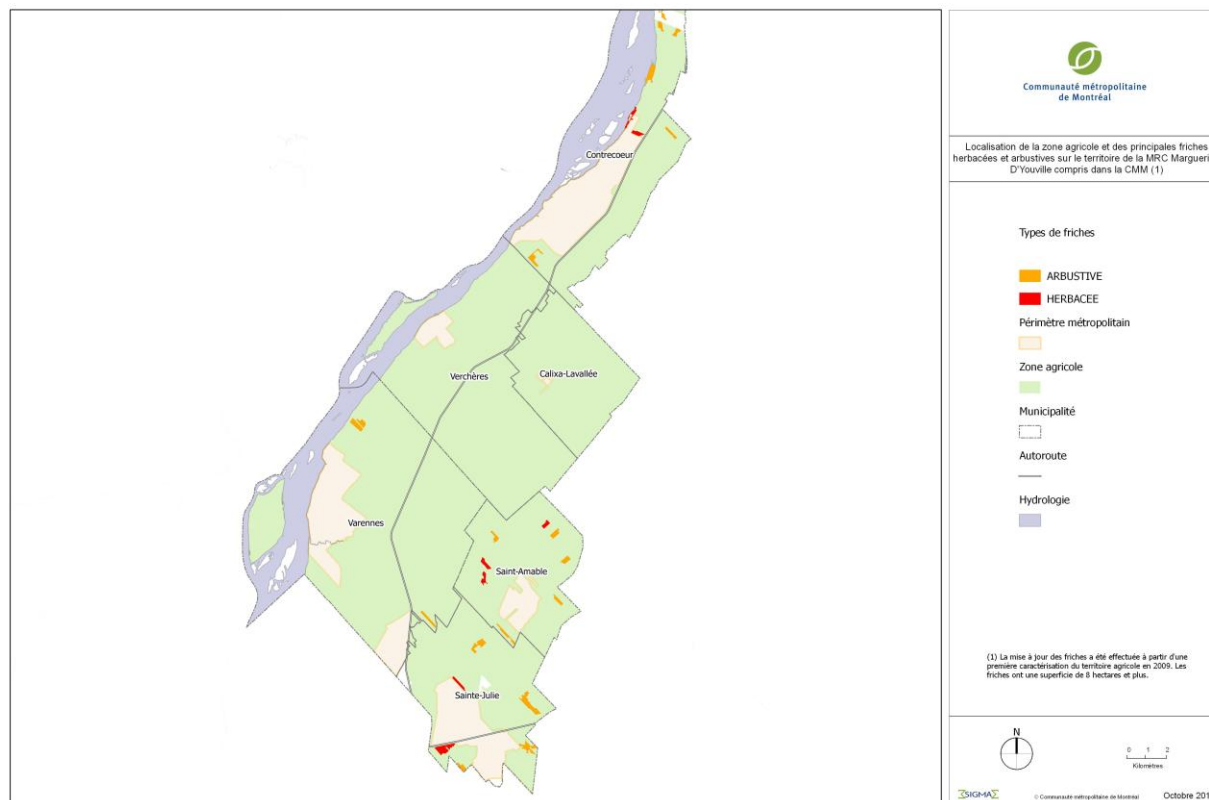 Contrecoeur
Verchères
Calixa-Lavallée
Varennes
Saint-Amable
Sainte-Julie
Communauté métropolitaine
de Montréal
Localisation de la zone agricole et des principales friches
herbacées et arbustives sur le territoire de la MRC Margueri
D'Youville compris dans la CMM (1)
Types de friches
ARBUSTIVE
HERBACEE
Périmètre métropolitain
Zone agricole
Municipalité
Autoroute
Hydrologie
(1) La mise à jour des friches a été effectuée à partir d'une
première caractérisation du territoire agricole en 2009. Les
friches ont une superficie de 8 hectares et plus.
N
0 1 2
Kilomètres
SIGMA
© Communauté métropolitaine de Montréal
Octobre 201